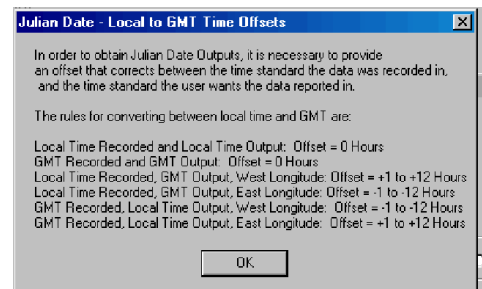 Julian Date - Local to GMT Time Offsets
In order to obtain Julian Date Outputs, it is necessary to provide
an offset that corrects between the time standard the data was recorded in,
and the time standard the user wants the data reported in.
The rules for converting between local time and GMT are:
Local Time Recorded and Local Time Output: Offset = 0 Hours
GMT Recorded and GMT Output: Offset = 0 Hours
Local Time Recorded, GMT Output, West Longitude: Offset = +1 to +12 Hours
Local Time Recorded, GMT Output, East Longitude: Offset = -1 to -12 Hours
GMT Recorded, Local Time Output, West Longitude: Offset = -1 to -12 Hours
GMT Recorded, Local Time Output, East Longitude: Offset = +1 to +12 Hours
OK